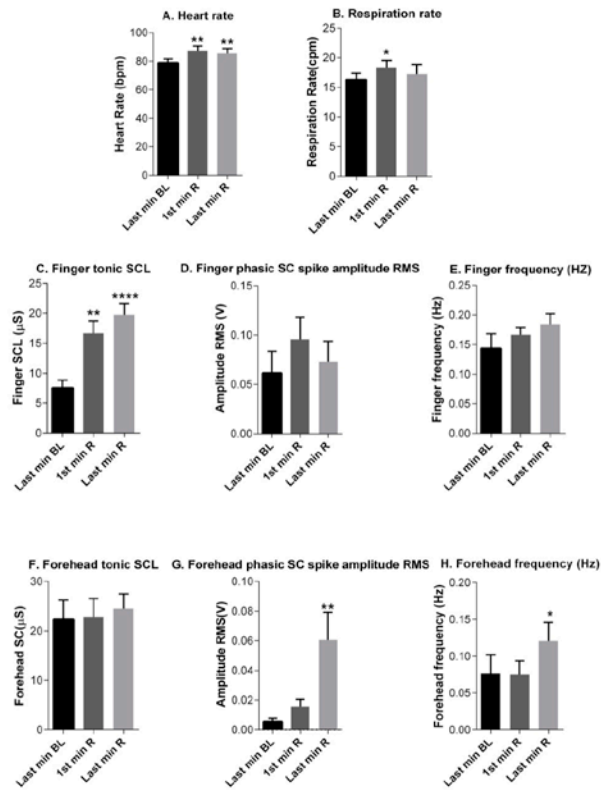 A. Heart rate
Heart Rate (bpm)
100
80
60
40
20
0
**
**
Last min BL
1st min R
Last min R
B. Respiration rate
Respiration Rate(cpm)
25
20
15
10
5
0
*
Last min BL
1st min R
Last min R
C. Finger tonic SCL
Finger SCL (µS)
25
20
15
10
5
0
**
****
Last min BL
1st min R
Last min R
D. Finger phasic SC spike amplitude RMS
Amplitude RMS (V)
0.15
0.10
0.05
0.00
Last min BL
1st min R
Last min R
E. Finger frequency (HZ)
Finger frequency (Hz)
0.25
0.20
0.15
0.10
0.05
0.00
Last min BL
1st min R
Last min R
F. Forehead tonic SCL
Forehead SC(µS)
30
20
10
0
Last min BL
1st min R
Last min R
G. Forehead phasic SC spike amplitude RMS
Amplitude RMS(V)
0.10
0.08
0.06
0.04
0.02
0.00
**
Last min BL
1st min R
Last min R
H. Forehead frequency (Hz)
Forehead frequency (Hz)
0.20
0.15
0.10
0.05
0.00
*
Last min BL
1st min R
Last min R